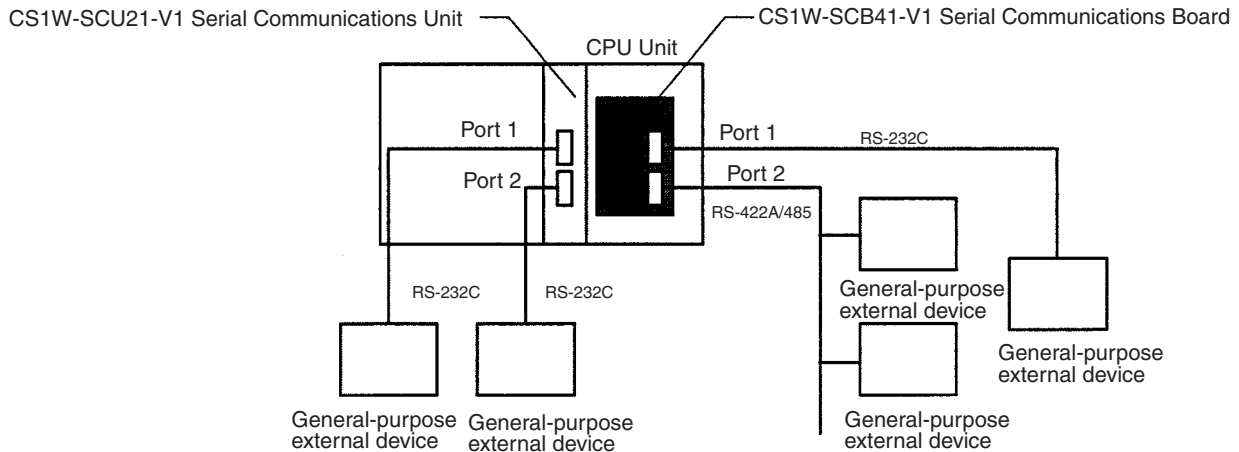 CS1W-SCU21-V1 Serial Communications Unit
CS1W-SCB41-V1 Serial Communications Board
CPU Unit
Port 1
Port 2
Port 1
RS-232C
Port 2
RS-422A/485
RS-232C
RS-232C
General-purpose
external device
General-purpose
external device
General-purpose
external device
General-purpose
external device
General-purpose
external device